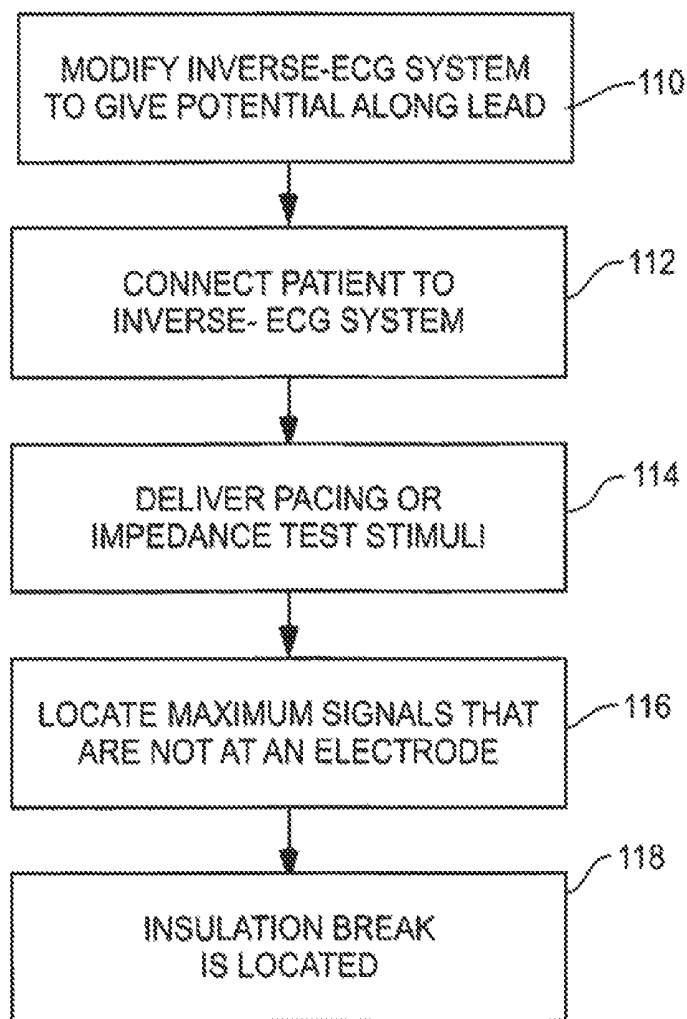 MODIFY INVERSE-ECG SYSTEM
TO GIVE POTENTIAL ALONG LEAD
110
CONNECT PATIENT TO
INVERSE- ECG SYSTEM
112
DELIVER PACING OR
IMPEDANCE TEST STIMULI
114
LOCATE MAXIMUM SIGNALS THAT
ARE NOT AT AN ELECTRODE
116
INSULATION BREAK
IS LOCATED
118